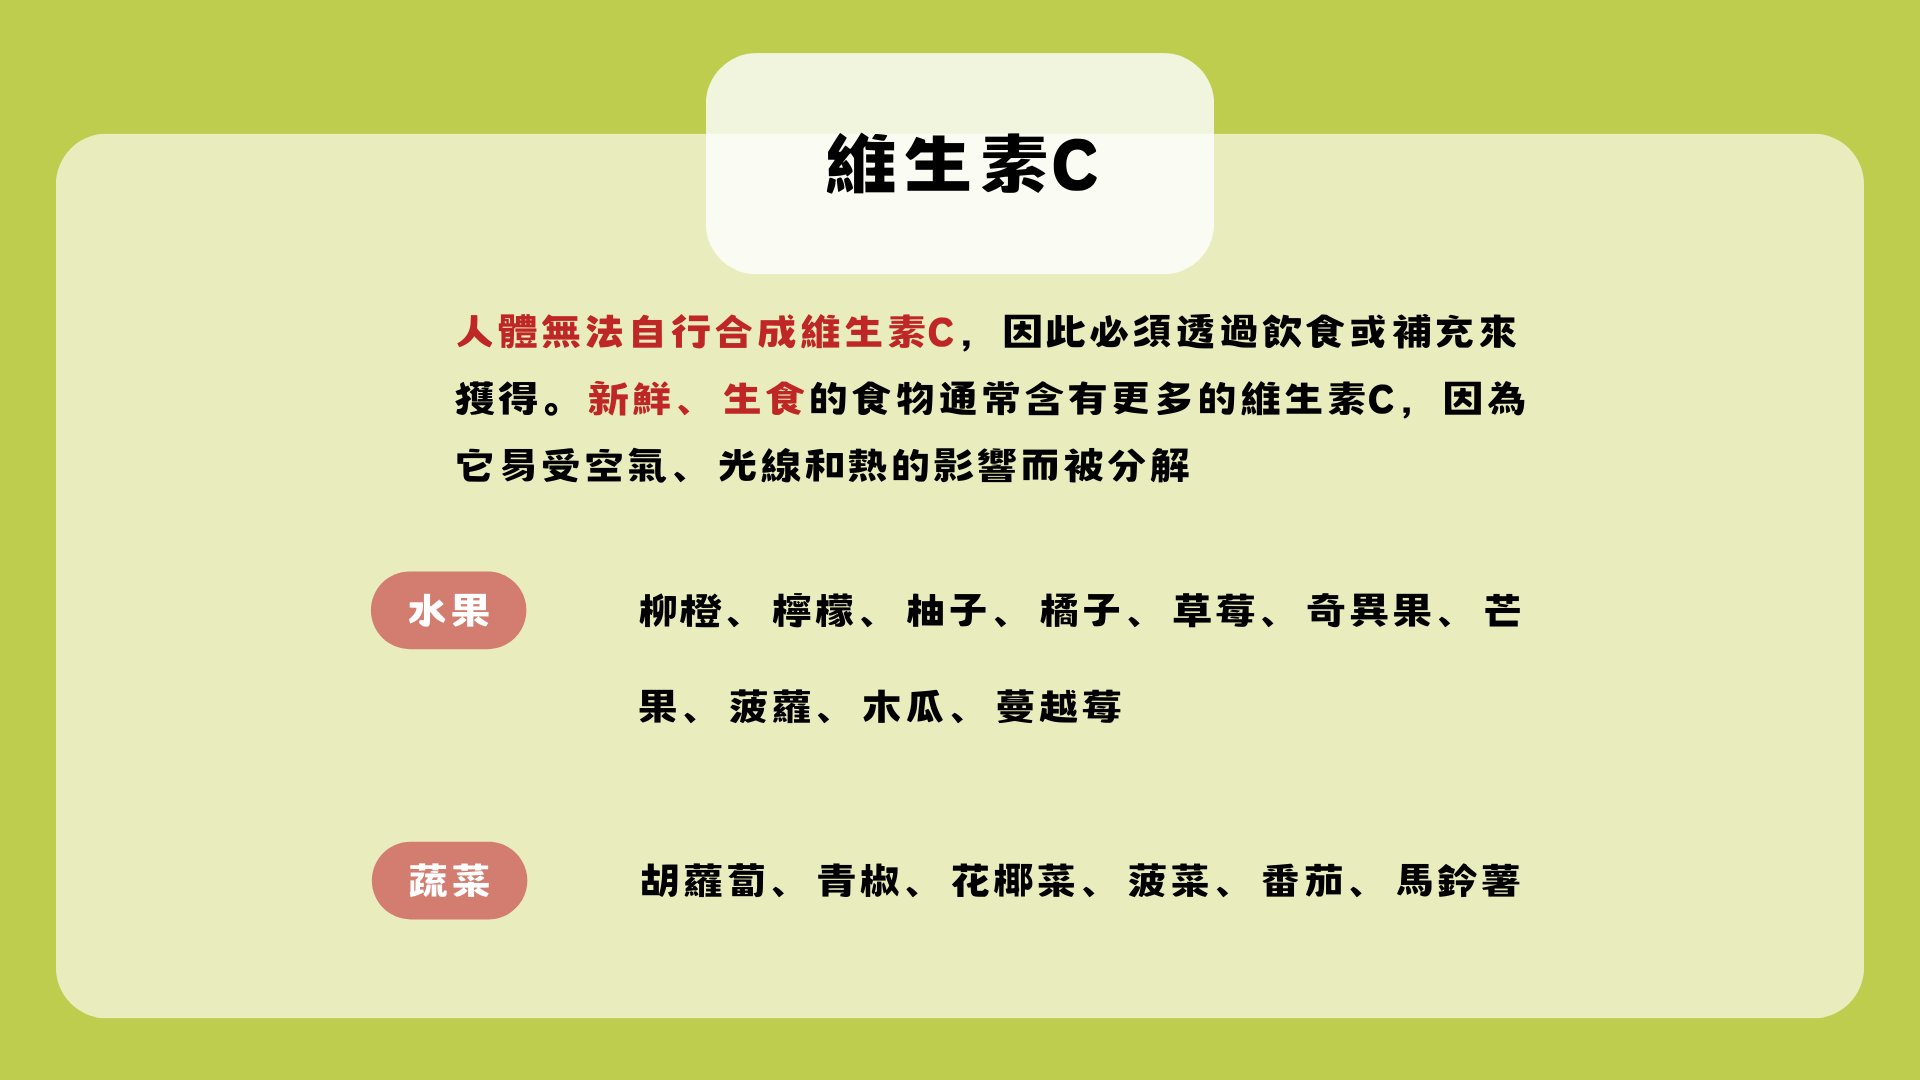 維生素C
人體無法自行合成維生素C，因此必須透過飲食或補充來
獲得。新鮮、生食的食物通常含有更多的維生素C，因為
它易受空氣、光線和熱的影響而被分解
水果
柳橙、檸檬、柚子、橘子、草莓、奇異果、芒
果、菠蘿、木瓜、蔓越莓
蔬菜
胡蘿蔔、青椒、花椰菜、菠菜、番茄、馬鈴薯